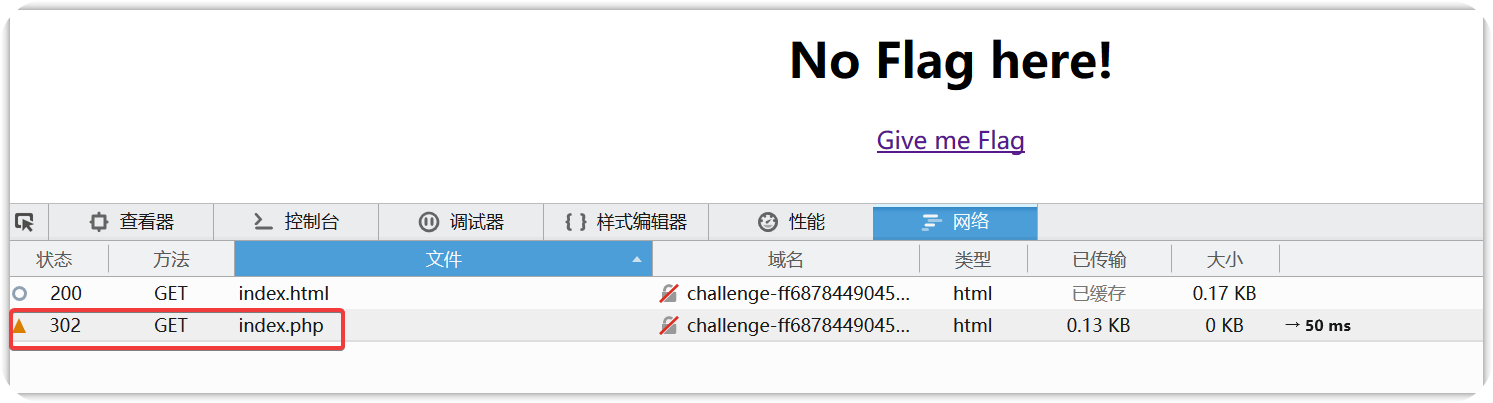 No Flag here!
Give me Flag
查看器 控制台 调试器 { } 样式编辑器 性能 网络
状态 方法 文件 域名 类型 已传输 大小
200 GET index.html challenge-ff6878449045... html 已缓存 0.17 KB
302 GET index.php challenge-ff6878449045... html 0.13 KB 0 KB → 50 ms